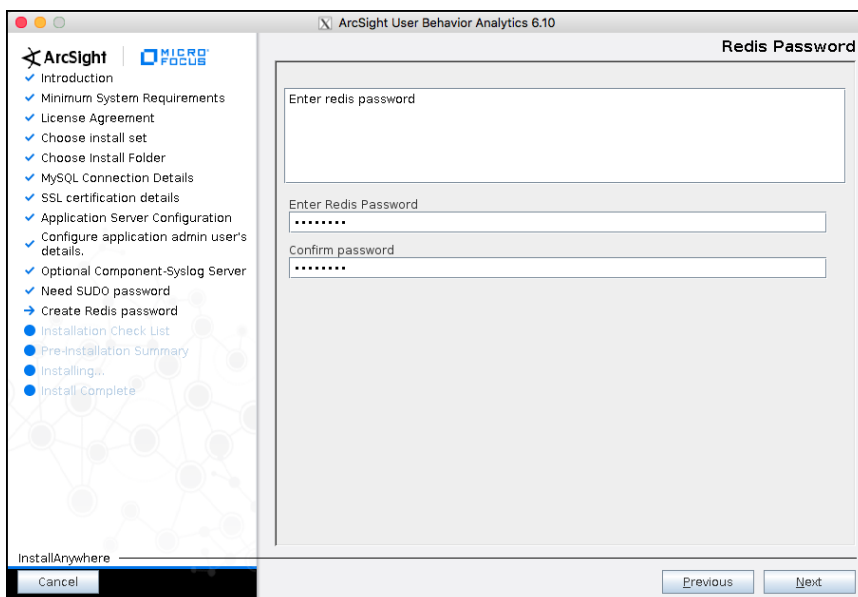 ArcSight User Behavior Analytics 6.10
ArcSight
MICRO
FOCUS
Redis Password
Introduction
Minimum System Requirements
License Agreement
Choose install set
Choose Install Folder
MySQL Connection Details
SSL certification details
Application Server Configuration
Configure application admin user's
details.
Optional Component-Syslog Server
Need SUDO password
Create Redis password
Installation Check List
Pre-Installation Summary
Installing...
Install Complete
Enter redis password
Enter Redis Password
••••••••
Confirm password
••••••••
InstallAnywhere
Cancel
Previous
Next